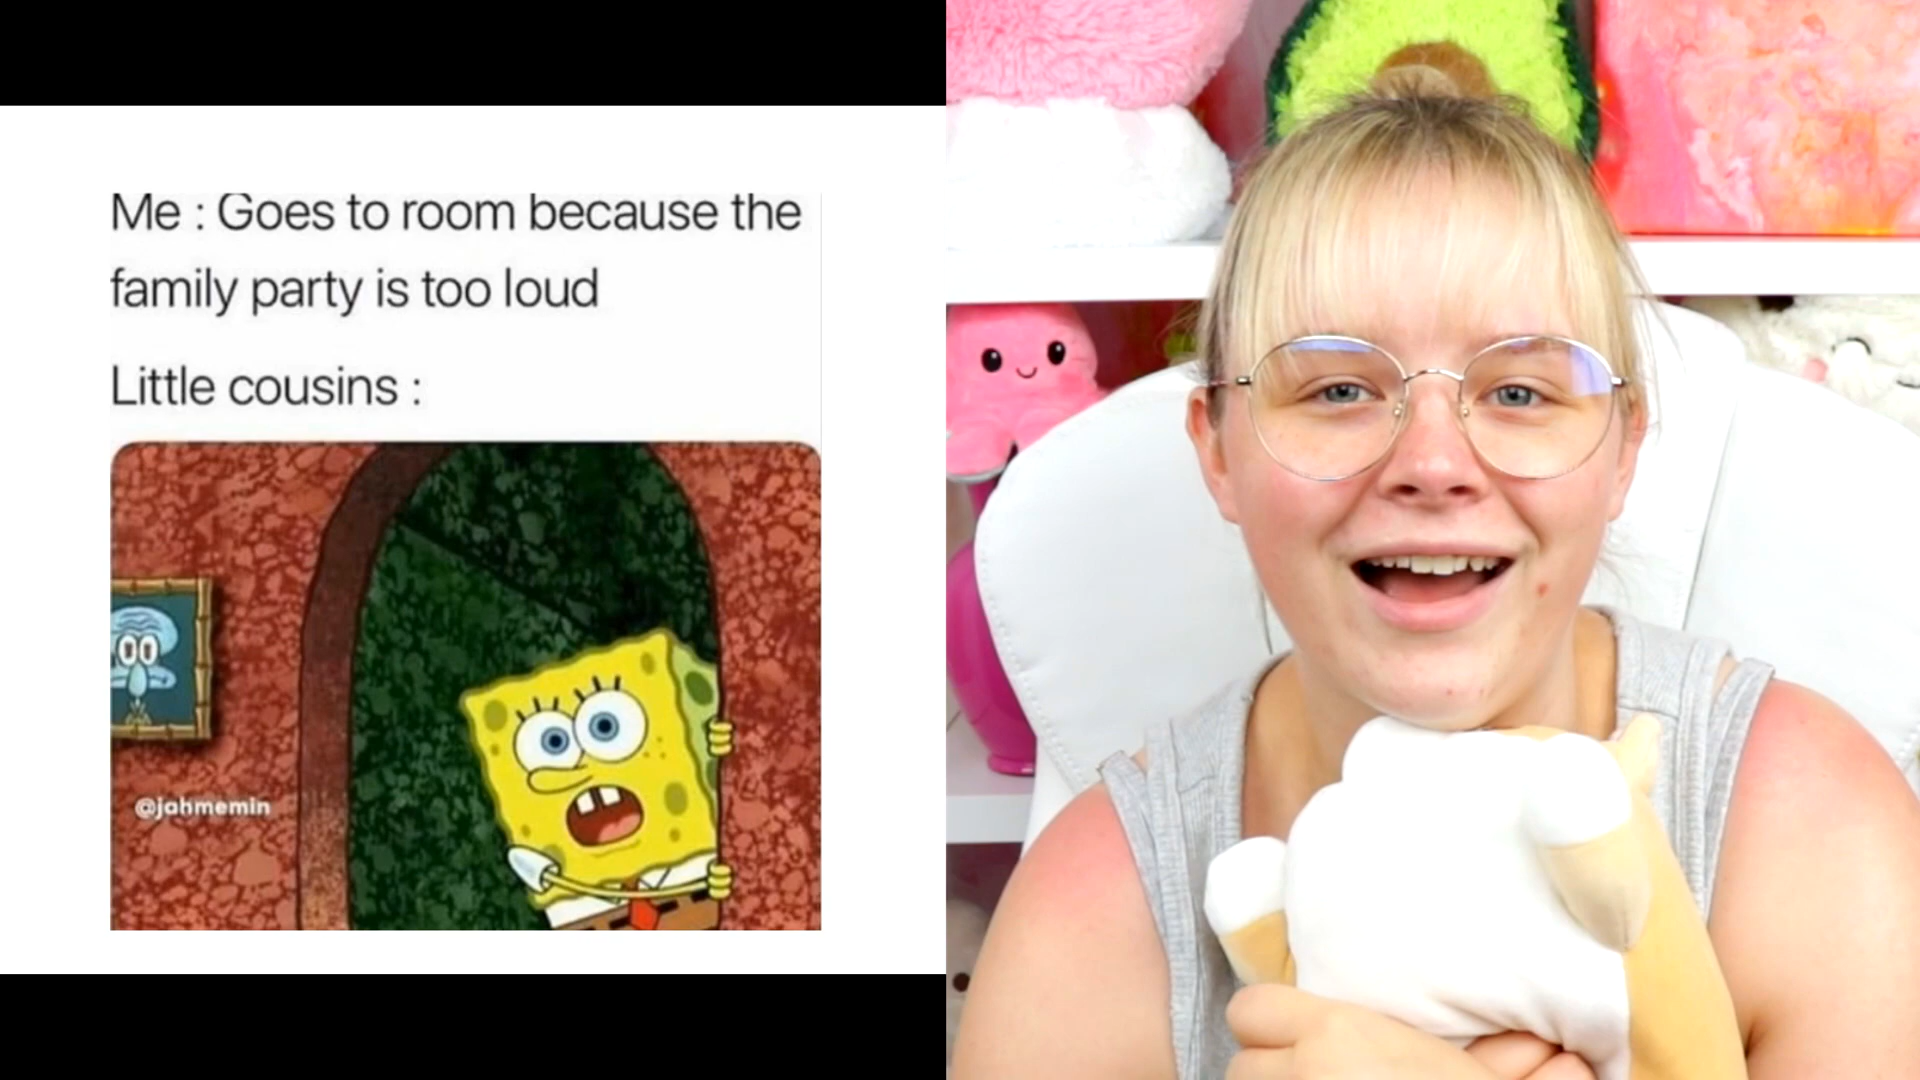 Me : Goes to room because the
family party is too loud
Little cousins :
@jahmemin